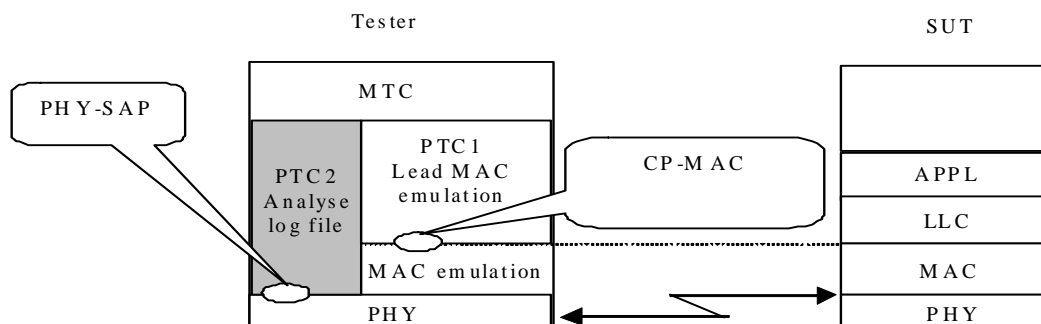 Tester
SUT
MTC
PHY-SAP
PTC1
Lead MAC
emulation
CP-MAC
PTC2
Analyse
log file
APPL
LLC
MAC emulation
MAC
PHY
PHY